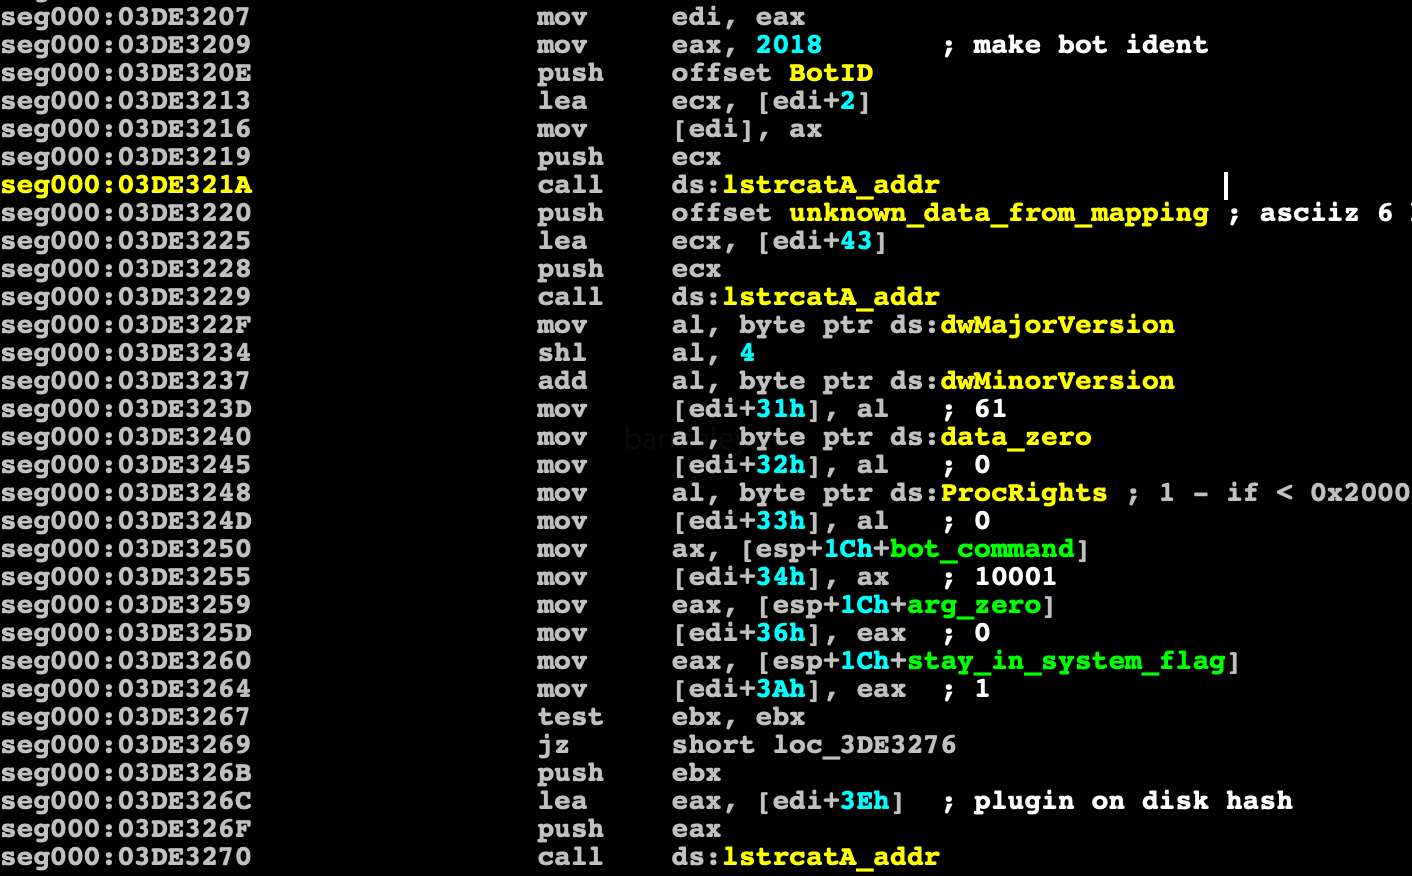 seg000:03DE3207 mov edi, eax
seg000:03DE3209 mov eax, 2018 ; make bot ident
seg000:03DE320E push offset BotID
seg000:03DE3213 lea ecx, [edi+2]
seg000:03DE3216 mov [edi], ax
seg000:03DE3219 push ecx
seg000:03DE321A call ds:lstrcatA_addr
seg000:03DE3220 push offset unknown_data_from_mapping ; asciiz 6
seg000:03DE3225 lea ecx, [edi+43]
seg000:03DE3228 push ecx
seg000:03DE3229 call ds:lstrcatA_addr
seg000:03DE322F mov al, byte ptr ds:dwMajorVersion
seg000:03DE3234 shl al, 4
seg000:03DE3237 add al, byte ptr ds:dwMinorVersion
seg000:03DE323D mov [edi+31h], al ; 61
seg000:03DE3240 mov al, byte ptr ds:data_zero
seg000:03DE3245 mov [edi+32h], al ; 0
seg000:03DE3248 mov al, byte ptr ds:ProcRights ; 1 - if < 0x2000
seg000:03DE324D mov [edi+33h], al ; 0
seg000:03DE3250 mov ax, [esp+1Ch+bot_command]
seg000:03DE3255 mov [edi+34h], ax ; 10001
seg000:03DE3259 mov eax, [esp+1Ch+arg_zero]
seg000:03DE325D mov [edi+36h], eax ; 0
seg000:03DE3260 mov eax, [esp+1Ch+stay_in_system_flag]
seg000:03DE3264 mov [edi+3Ah], eax ; 1
seg000:03DE3267 test ebx, ebx
seg000:03DE3269 jz short loc_3DE3276
seg000:03DE326B push ebx
seg000:03DE326C lea eax, [edi+3Eh] ; plugin on disk hash
seg000:03DE326F push eax
seg000:03DE3270 call ds:lstrcatA_addr